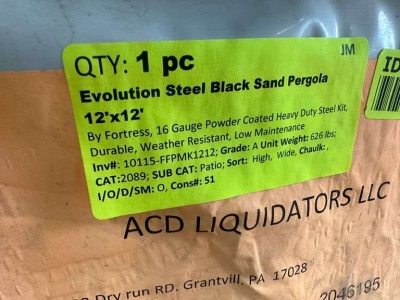 JM
QTY: 1 pc
Evolution Steel Black Sand Pergola
12'x12'
By Fortress, 16 Gauge Powder Coated Heavy Duty Steel Kit,
Durable, Weather Resistant, Low Maintenance
Inv#: 10115-FFPMK1212; Grade: A Unit Weight: 626 lbs;
CAT:2089; SUB CAT: Patio; Sort: High, Wide, Chaulk: ,
I/O/D/SM: O, Cons#: 51
ID
ACD LIQUIDATORS LLC
Dry run RD. Grantvill, PA 17028
2046195